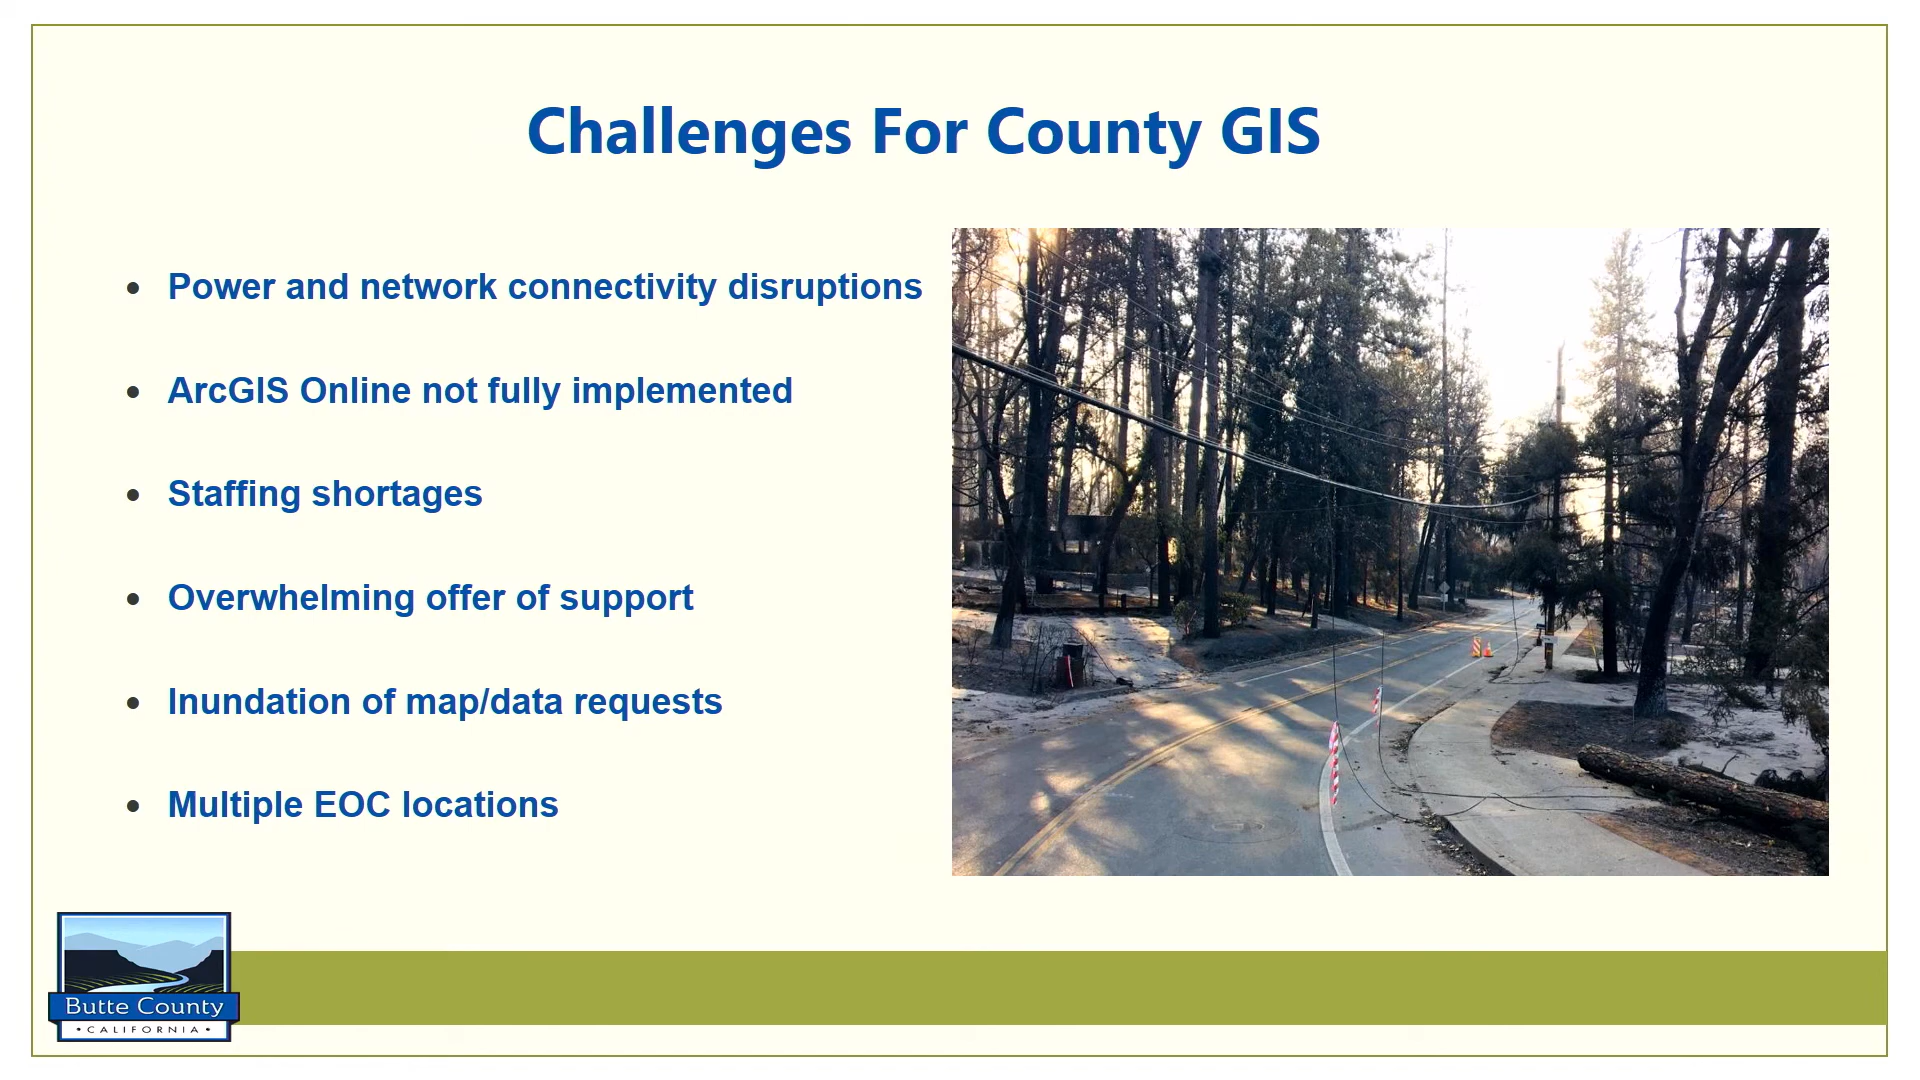 Challenges For County GIS
Power and network connectivity disruptions
ArcGIS Online not fully implemented
Staffing shortages
Overwhelming offer of support
Inundation of map/data requests
Multiple EOC locations
Butte County
• CALIFORNIA •